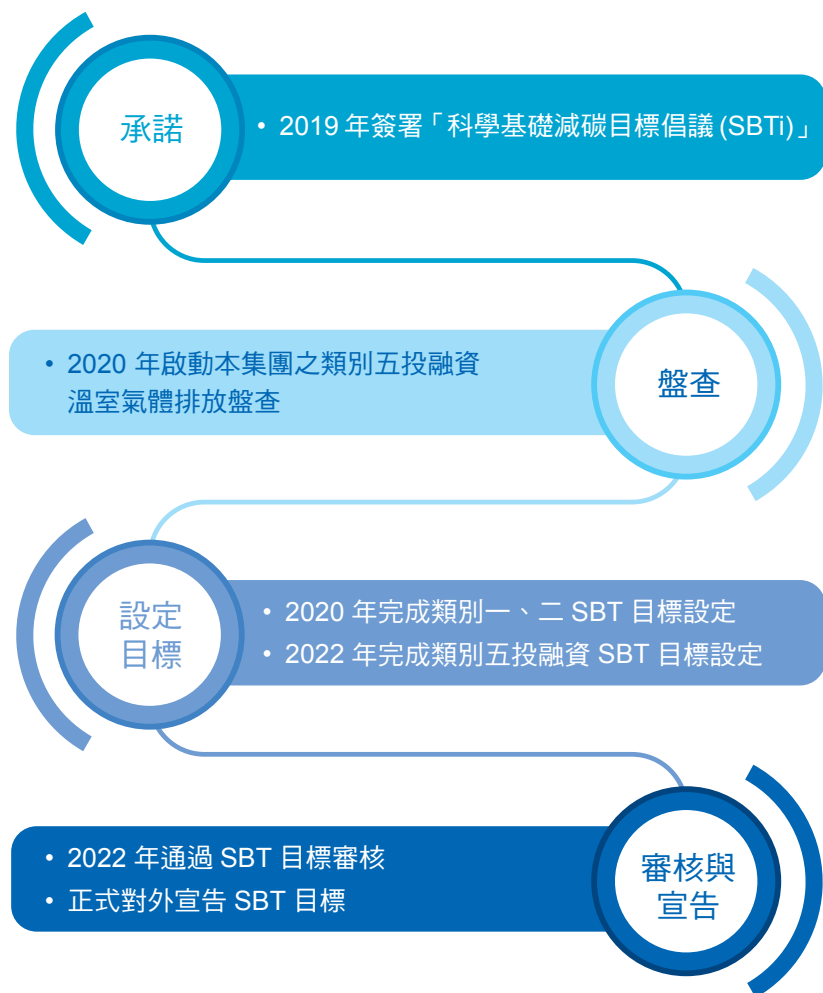 承諾
• 2019 年簽署「科學基礎減碳目標倡議 (SBTi)」
• 2020 年啟動本集團之類別五投融資
溫室氣體排放盤查
盤查
設定
目標
• 2020 年完成類別一、二 SBT 目標設定
• 2022 年完成類別五投融資 SBT 目標設定
• 2022 年通過 SBT 目標審核
• 正式對外宣告 SBT 目標
審核與
宣告